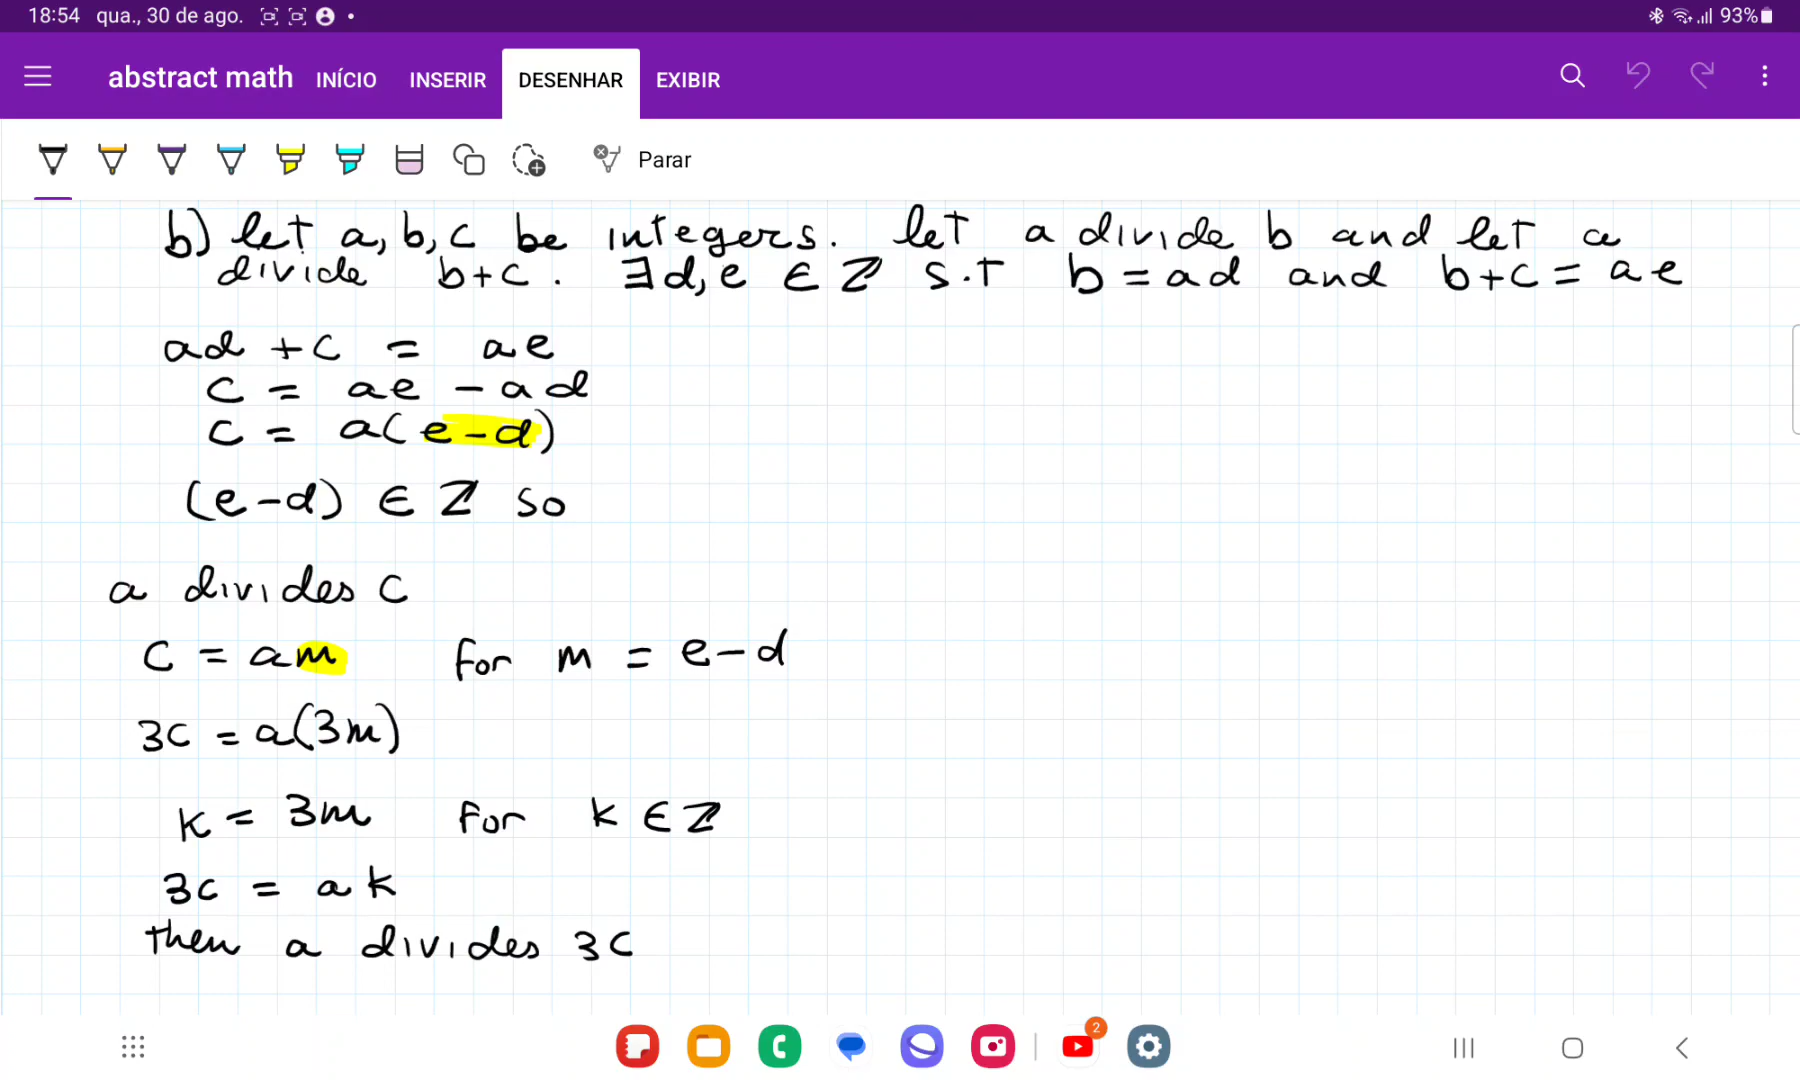 18:54 qua., 30 de ago. 93%
abstract math INÍCIO INSERIR DESENHAR EXIBIR
Parar
b) let a, b, c be integers. let a divide b and let a
divide b+c. ∃d, e ∈ ℤ s.t b = ad and b+c = ae
ad + c = ae
c = ae - ad
c = a(e-d)
(e-d) ∈ ℤ so
a divides c
c = am for m = e-d
3c = a(3m)
k = 3m for k ∈ ℤ
3c = ak
then a divides 3c
2